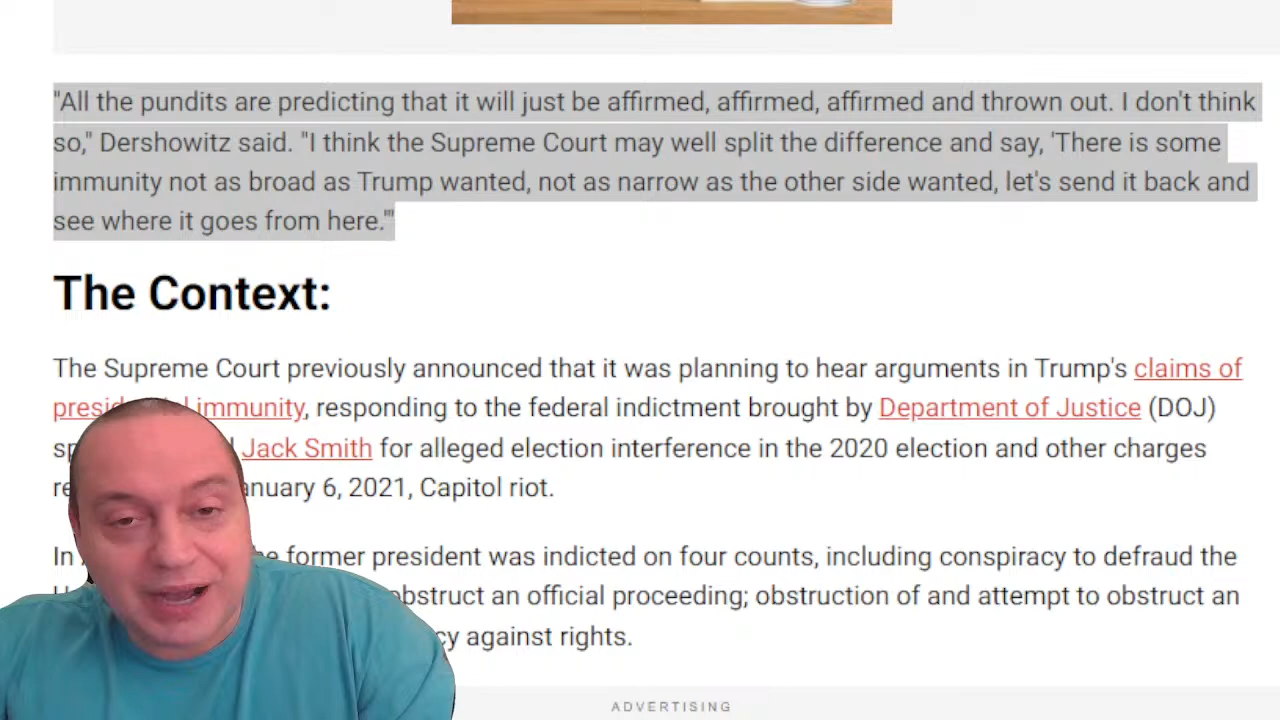 "All the pundits are predicting that it will just be affirmed, affirmed, affirmed and thrown out. I don't think
so," Dershowitz said. "I think the Supreme Court may well split the difference and say, 'There is some
immunity not as broad as Trump wanted, not as narrow as the other side wanted, let's send it back and
see where it goes from here.'"
The Context:
The Supreme Court previously announced that it was planning to hear arguments in Trump's claims of
immunity, responding to the federal indictment brought by Department of Justice (DOJ)
Jack Smith for alleged election interference in the 2020 election and other charges
6, 2021, Capitol riot.
In former president was indicted on four counts, including conspiracy to defraud the
obstruct an official proceeding; obstruction of and attempt to obstruct an
against rights.
ADVERTISING